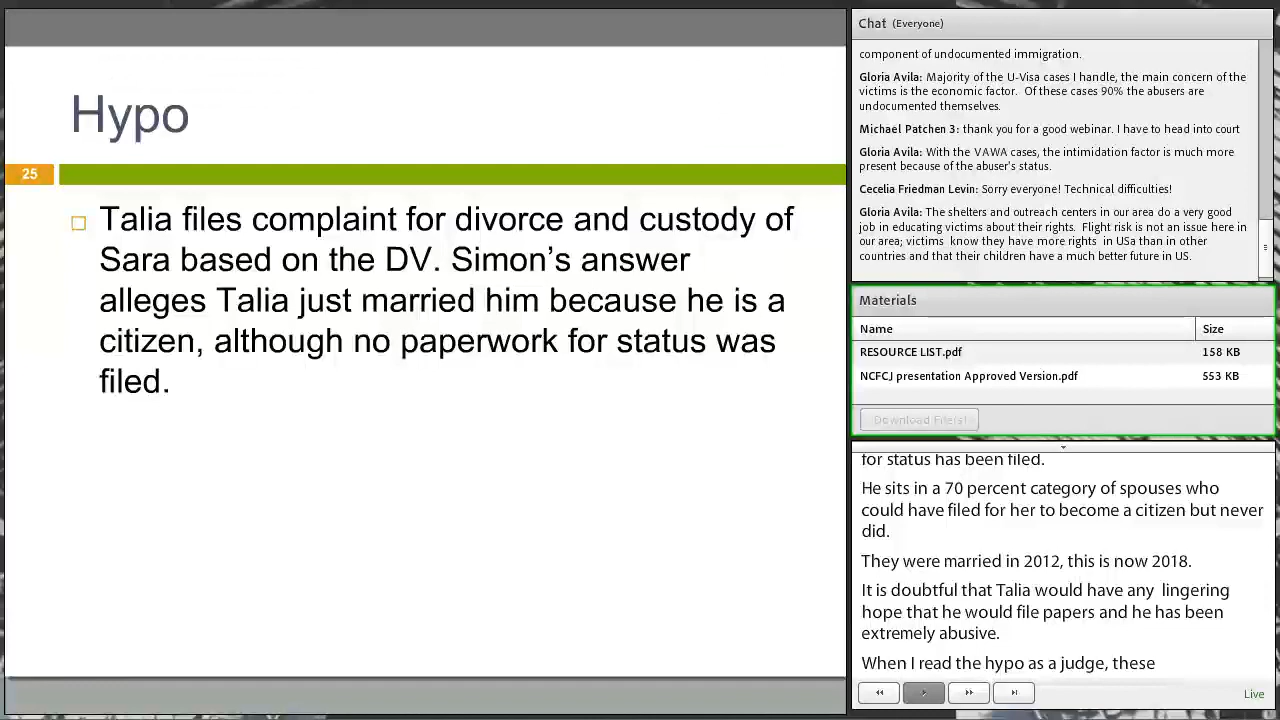 Hypo
25
Talia files complaint for divorce and custody of
Sara based on the DV. Simon’s answer
alleges Talia just married him because he is a
citizen, although no paperwork for status was
filed.
Chat (Everyone)
component of undocumented immigration.
Gloria Avila: Majority of the U-Visa cases I handle, the main concern of the
victims is the economic factor. Of these cases 90% the abusers are
undocumented themselves.
Michael Patchen 3: thank you for a good webinar. I have to head into court
Gloria Avila: With the VAWA cases, the intimidation factor is much more
present because of the abuser's status.
Cecelia Friedman Levin: Sorry everyone! Technical difficulties!
Gloria Avila: The shelters and outreach centers in our area do a very good
job in educating victims about their rights. Flight risk is not an issue here in
our area; victims know they have more rights in USa than in other
countries and that their children have a much better future in US.
Materials
Name Size
RESOURCE LIST.pdf 158 KB
NCFCJ presentation Approved Version.pdf 553 KB
Download File(s)
for status has been filed.
He sits in a 70 percent category of spouses who
could have filed for her to become a citizen but never
did.
They were married in 2012, this is now 2018.
It is doubtful that Talia would have any lingering
hope that he would file papers and he has been
extremely abusive.
When I read the hypo as a judge, these
Live